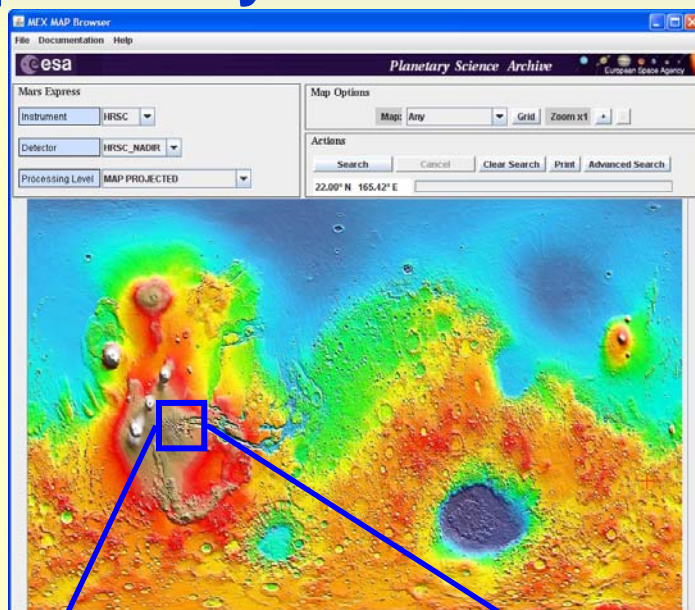 MEX MAP Browser
File Documentation Help
esa
Planetary Science Archive
European Space Agency
Mars Express
Instrument HRSC
Detector HRSC_NADIR
Processing Level MAP PROJECTED
Map Options
Map: Any Grid Zoom x1 + -
Actions
Search Cancel Clear Search Print Advanced Search
22.00° N 165.42° E